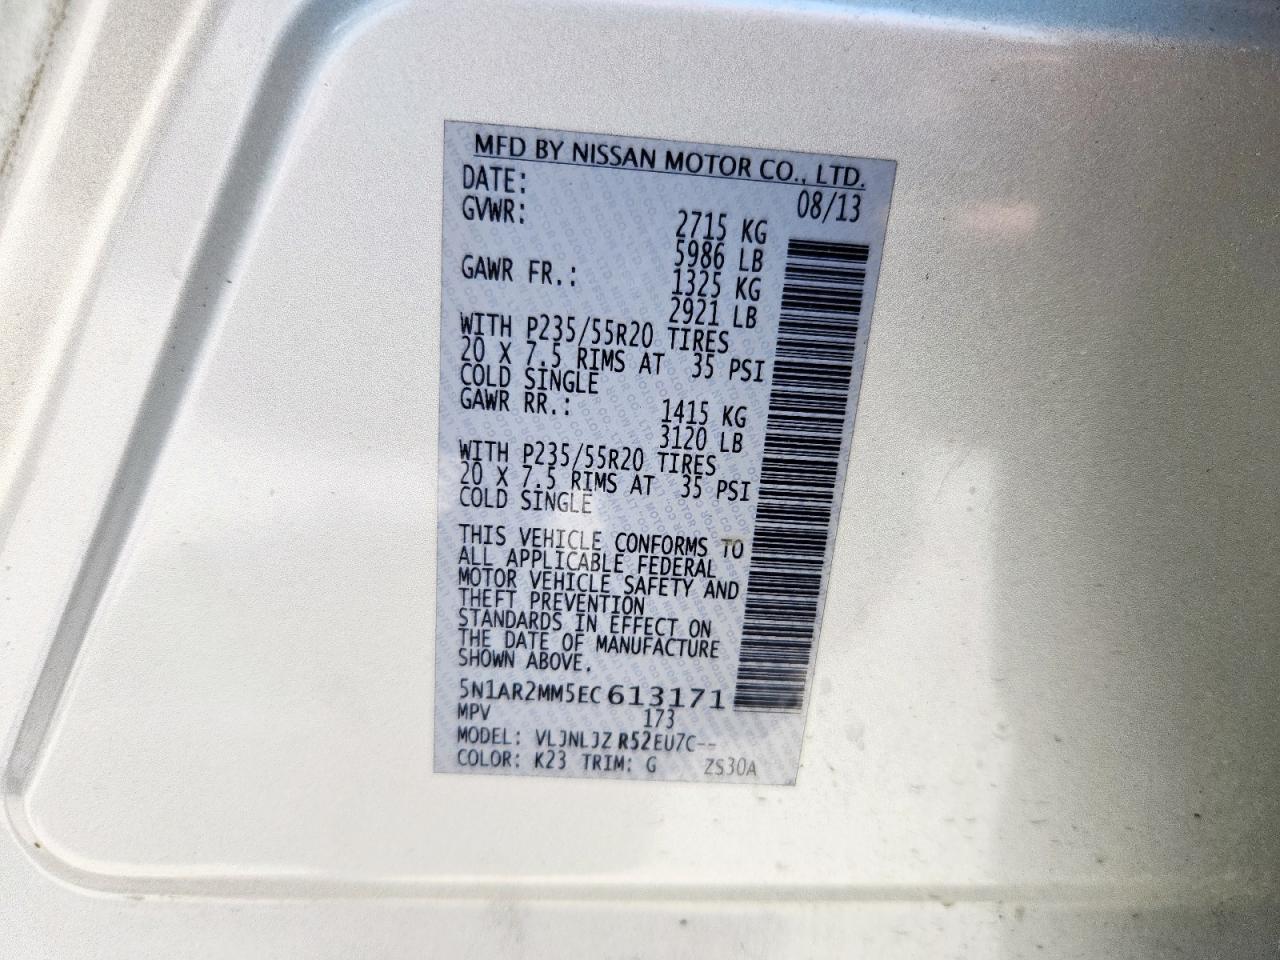 MFD BY NISSAN MOTOR CO., LTD.
DATE: 08/13
GVWR: 2715 KG
5986 LB
GAWR FR.: 1325 KG
2921 LB
WITH P235/55R20 TIRES
20 X 7.5 RIMS AT 35 PSI
COLD SINGLE
GAWR RR.: 1415 KG
3120 LB
WITH P235/55R20 TIRES
20 X 7.5 RIMS AT 35 PSI
COLD SINGLE
THIS VEHICLE CONFORMS TO
ALL APPLICABLE FEDERAL
MOTOR VEHICLE SAFETY AND
THEFT PREVENTION
STANDARDS IN EFFECT ON
THE DATE OF MANUFACTURE
SHOWN ABOVE.
5N1AR2MM5EC613171
MPV 173
MODEL: VLJNLJZ R52EU7C--
COLOR: K23 TRIM: G ZS30A